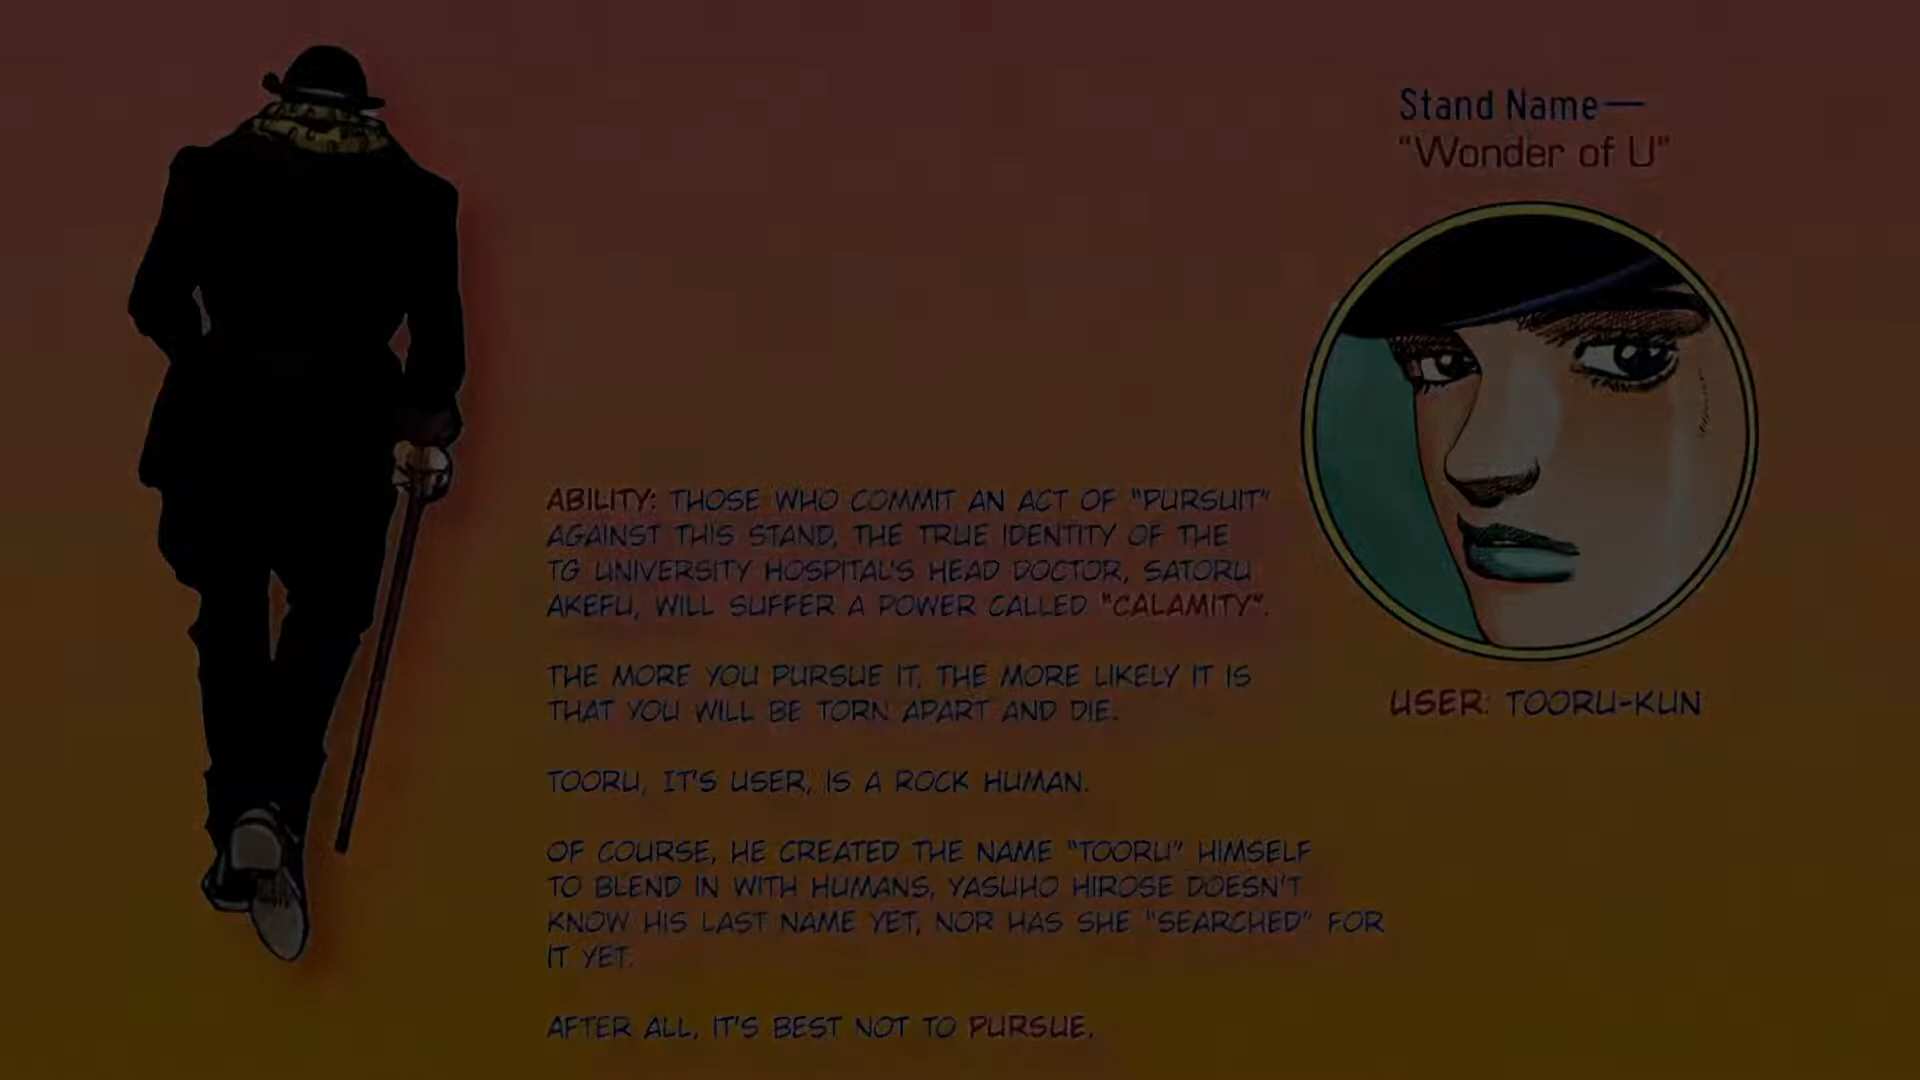 Stand Name—
"Wonder of U"
ABILITY: THOSE WHO COMMIT AN ACT OF "PURSUIT"
AGAINST THIS STAND, THE TRUE IDENTITY OF THE
TG UNIVERSITY HOSPITAL'S HEAD DOCTOR, SATORU
AKEFU, WILL SUFFER A POWER CALLED "CALAMITY".
THE MORE YOU PURSUE IT, THE MORE LIKELY IT IS
THAT YOU WILL BE TORN APART AND DIE.
TOORU, IT'S USER, IS A ROCK HUMAN.
OF COURSE, HE CREATED THE NAME "TOORU" HIMSELF
TO BLEND IN WITH HUMANS, YASUHO HIROSE DOESN'T
KNOW HIS LAST NAME YET, NOR HAS SHE "SEARCHED" FOR
IT YET.
AFTER ALL, IT'S BEST NOT TO PURSUE.
USER: TOORU-KUN